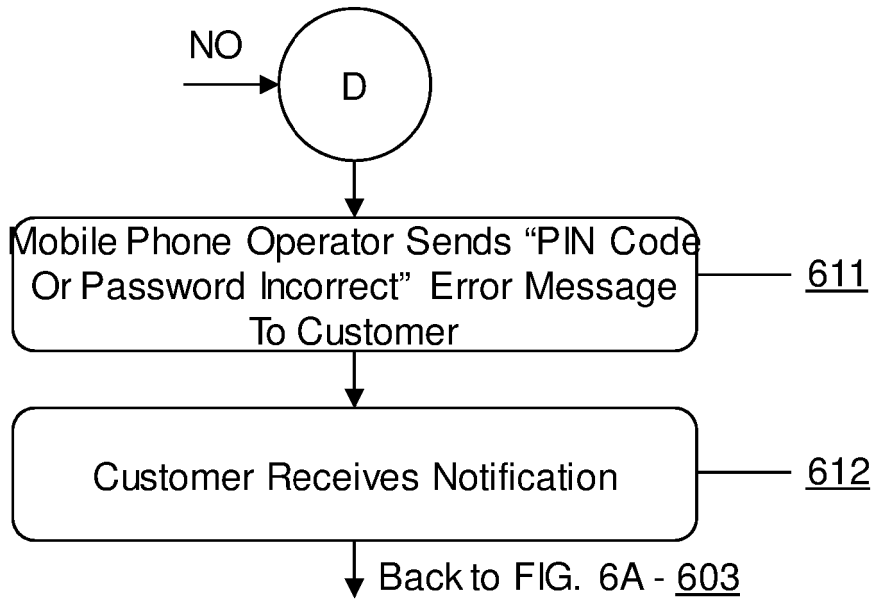 NO
D
Mobile Phone Operator Sends “PIN Code
Or Password Incorrect” Error Message
To Customer
611
Customer Receives Notification
612
Back to FIG. 6A - 603